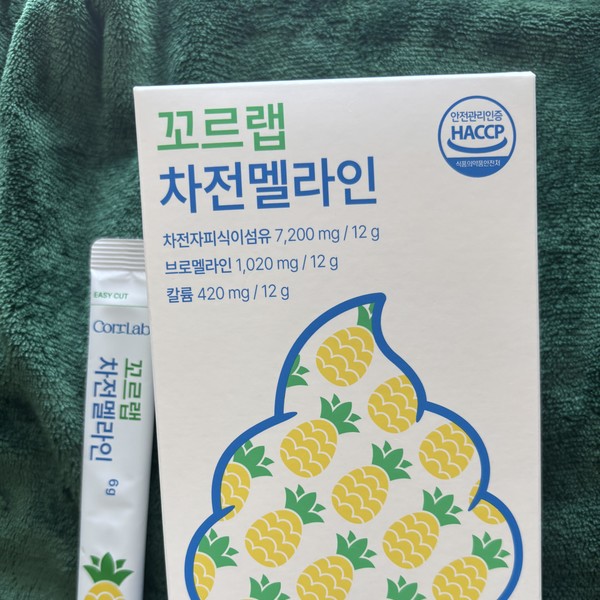 꼬르랩
차전멜라인
차전자피식이섬유 7,200 mg / 12 g
브로멜라인 1,020 mg / 12 g
칼륨 420 mg / 12 g
안전관리인증
HACCP
식품의약품안전처
EASY CUT
CorrLab
꼬르랩
차전멜라인
6g